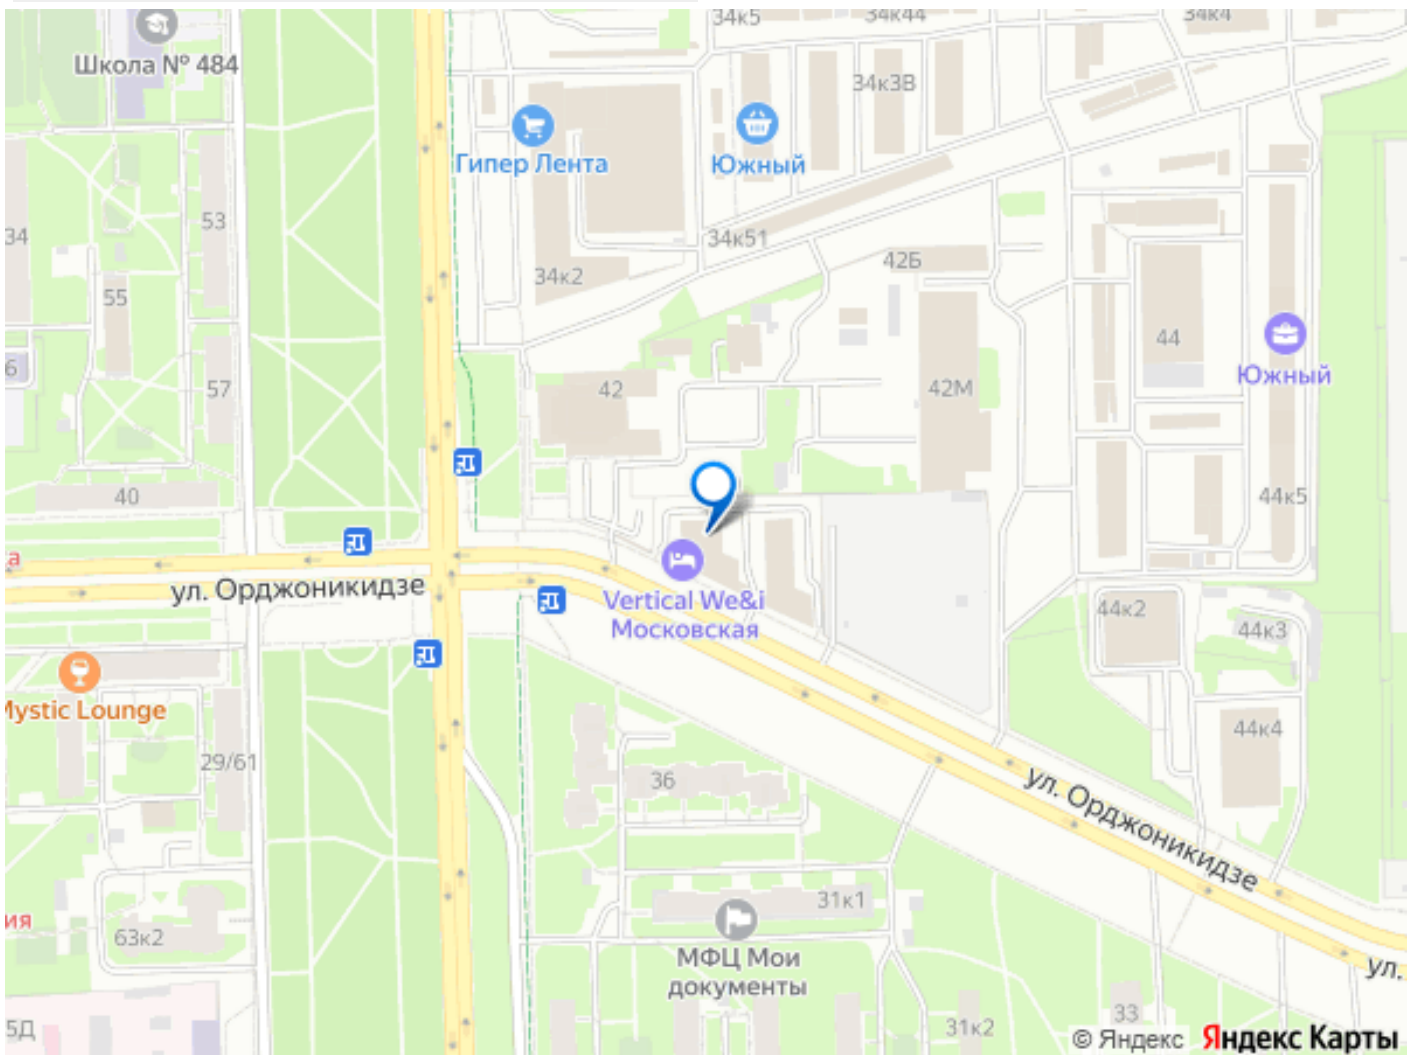 34к5
34к44
34к4
Школа № 484
34к3В
Гипер Лента
Южный
34
53
34к51
42Б
34к2
55
44
6
57
42
42М
Южный
40
44к5
а
ул. Орджоникидзе
Vertical We&i
Московская
44к2
44к3
Mystic Lounge
44к4
29/61
36
ул. Орджоникидзе
31к1
ия
63к2
МФЦ Мои
документы
ул.
5Д
31к2
33
© Яндекс Яндекс Карты